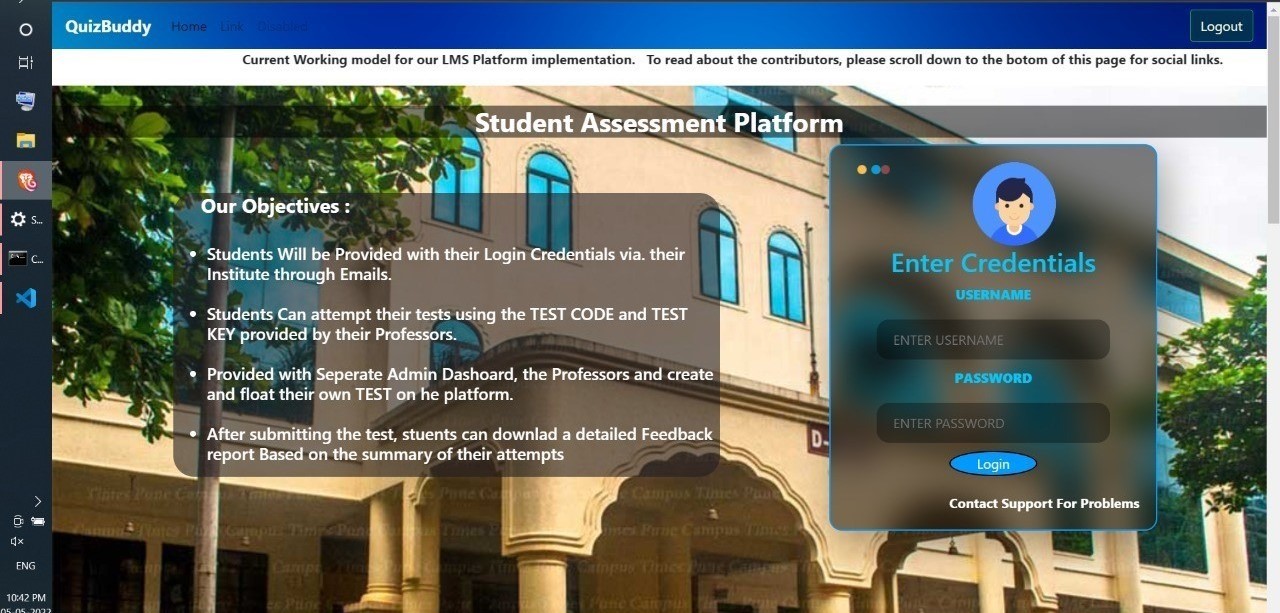 QuizBuddy Home Link Disabled Logout
Current Working model for our LMS Platform implementation. To read about the contributors, please scroll down to the botom of this page for social links.
Student Assessment Platform
Our Objectives :
Students Will be Provided with their Login Credentials via. their
Institute through Emails.
Students Can attempt their tests using the TEST CODE and TEST
KEY provided by their Professors.
Provided with Seperate Admin Dashoard, the Professors and create
and float their own TEST on he platform.
After submitting the test, stuents can downlad a detailed Feedback
report Based on the summary of their attempts
Enter Credentials
USERNAME
ENTER USERNAME
PASSWORD
ENTER PASSWORD
Login
Contact Support For Problems
D-
S...
C...
Times Pune Campus Times Pune Campus Times Pune Campus Times Pune
ENG
10:42 PM
05-05-2022